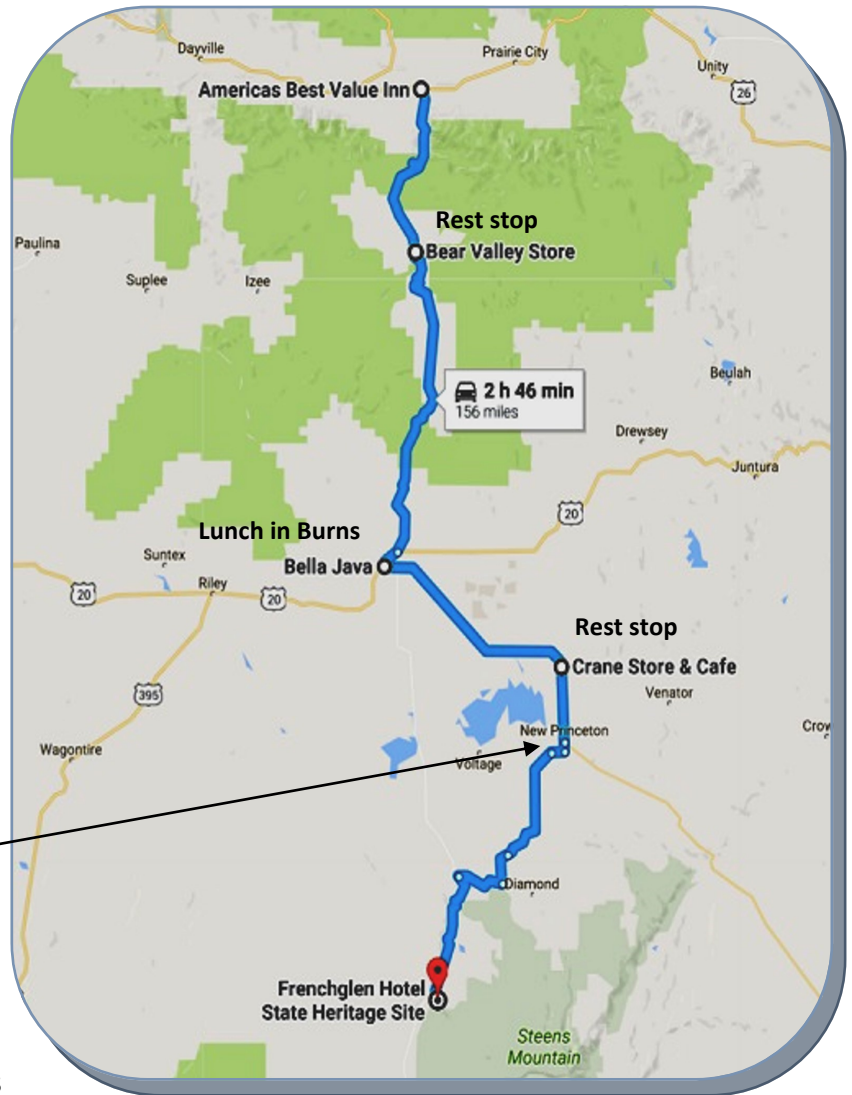 Dayville
Prairie City
Unity
26
Americas Best Value Inn
Rest stop
Bear Valley Store
Paulina
Suplee
Izee
2 h 46 min
156 miles
Beulah
Drewsey
Juntura
20
Lunch in Burns
Suntex
Bella Java
Riley
20
20
Rest stop
Crane Store & Cafe
Venator
395
New Princeton
Crow
Wagontire
Voltage
Diamond
Frenchglen Hotel
State Heritage Site
Steens
Mountain